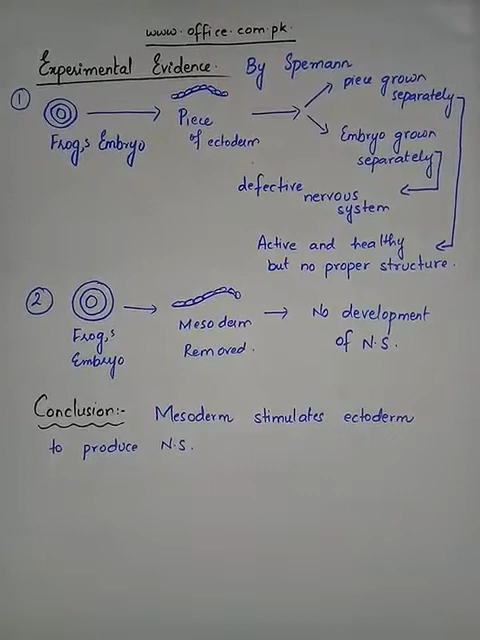 www.office.com.pk.
Experimental Evidence. By Spemann
① piece grown
separately
Frog,s Embryo
Piece
of ectoderm
Embryo grown
separately
defective
nervous
system
Active and healthy
but no proper structure.
②
Frog,s
Embryo
Mesoderm
Removed.
No development
of N.S.
Conclusion:- Mesoderm stimulates ectoderm
to produce N.S.